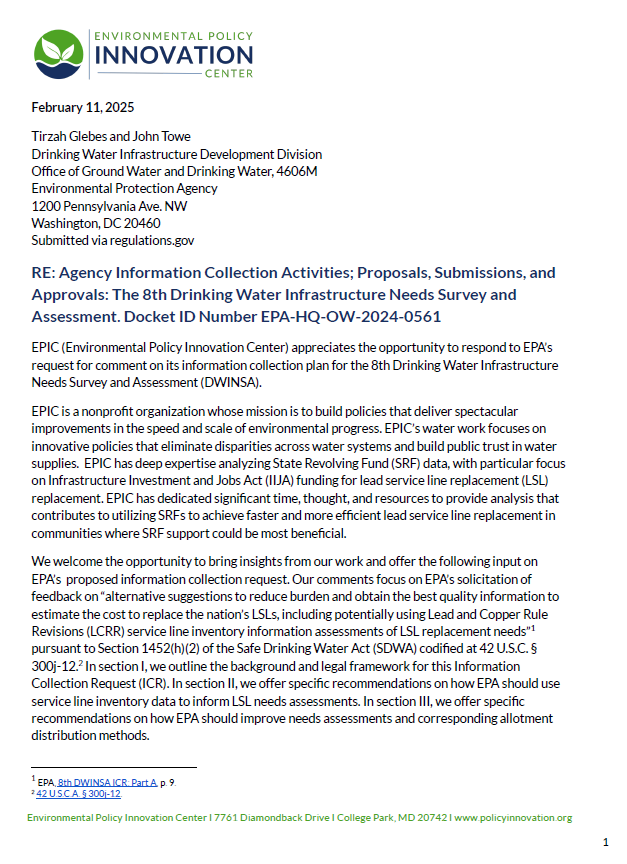 ENVIRONMENTAL POLICY
INNOVATION
CENTER
February 11, 2025
Tirzah Glebes and John Towe
Drinking Water Infrastructure Development Division
Office of Ground Water and Drinking Water, 4606M
Environmental Protection Agency
1200 Pennsylvania Ave. NW
Washington, DC 20460
Submitted via regulations.gov
RE: Agency Information Collection Activities; Proposals, Submissions, and
Approvals: The 8th Drinking Water Infrastructure Needs Survey and
Assessment. Docket ID Number EPA-HQ-OW-2024-0561
EPIC (Environmental Policy Innovation Center) appreciates the opportunity to respond to EPA's
request for comment on its information collection plan for the 8th Drinking Water Infrastructure
Needs Survey and Assessment (DWINSA).
EPIC is a nonprofit organization whose mission is to build policies that deliver spectacular
improvements in the speed and scale of environmental progress. EPIC's water work focuses on
innovative policies that eliminate disparities across water systems and build public trust in water
supplies. EPIC has deep expertise analyzing State Revolving Fund (SRF) data, with particular focus
on Infrastructure Investment and Jobs Act (IIJA) funding for lead service line replacement (LSL)
replacement. EPIC has dedicated significant time, thought, and resources to provide analysis that
contributes to utilizing SRFs to achieve faster and more efficient lead service line replacement in
communities where SRF support could be most beneficial.
We welcome the opportunity to bring insights from our work and offer the following input on
EPA's proposed information collection request. Our comments focus on EPA's solicitation of
feedback on "alternative suggestions to reduce burden and obtain the best quality information to
estimate the cost to replace the nation's LSLs, including potentially using Lead and Copper Rule
Revisions (LCRR) service line inventory information assessments of LSL replacement needs"¹
pursuant to Section 1452(h)(2) of the Safe Drinking Water Act (SDWA) codified at 42 U.S.C. §
300j-12.² In section I, we outline the background and legal framework for this Information
Collection Request (ICR). In section II, we offer specific recommendations on how EPA should use
service line inventory data to inform LSL needs assessments. In section III, we offer specific
recommendations on how EPA should improve needs assessments and corresponding allotment
distribution methods.
¹ EPA, 8th DWINSA ICR: Part A, p. 9.
² 42 U.S.C.A. § 300j-12.
Environmental Policy Innovation Center I 7761 Diamondback Drive I College Park, MD 20742 I www.policyinnovation.org
1